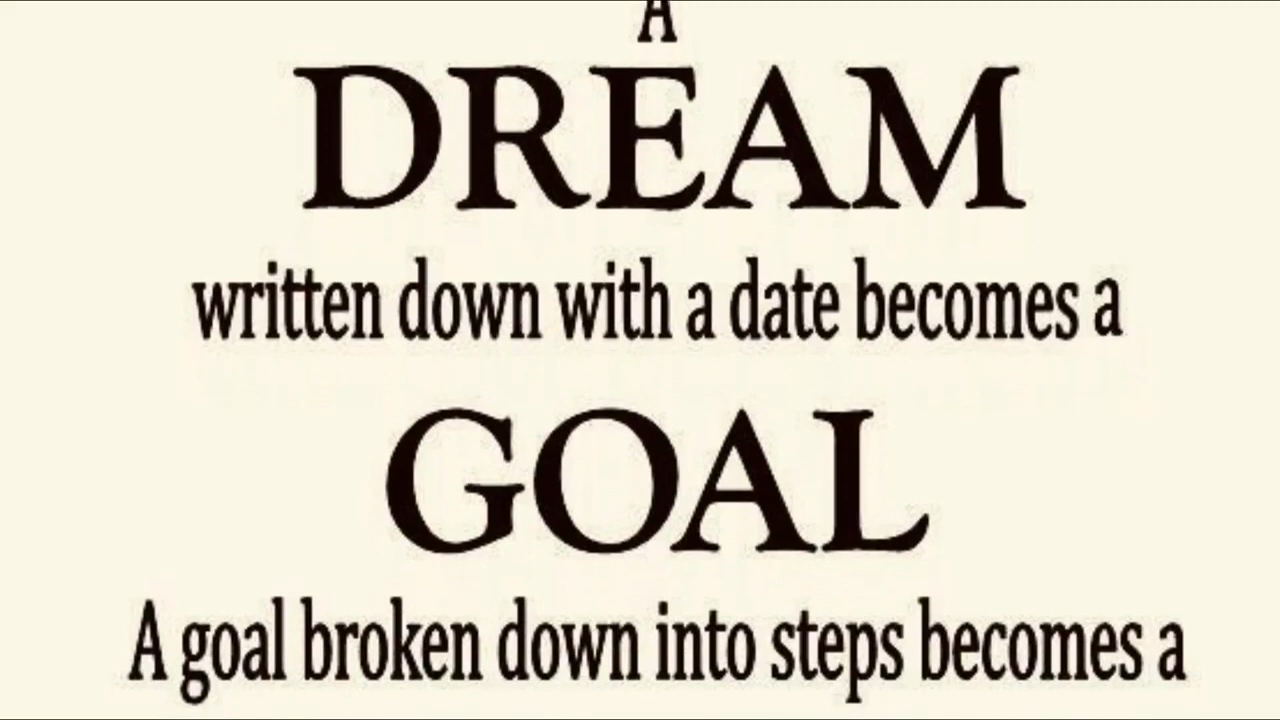 A
DREAM
written down with a date becomes a
GOAL
A goal broken down into steps becomes a